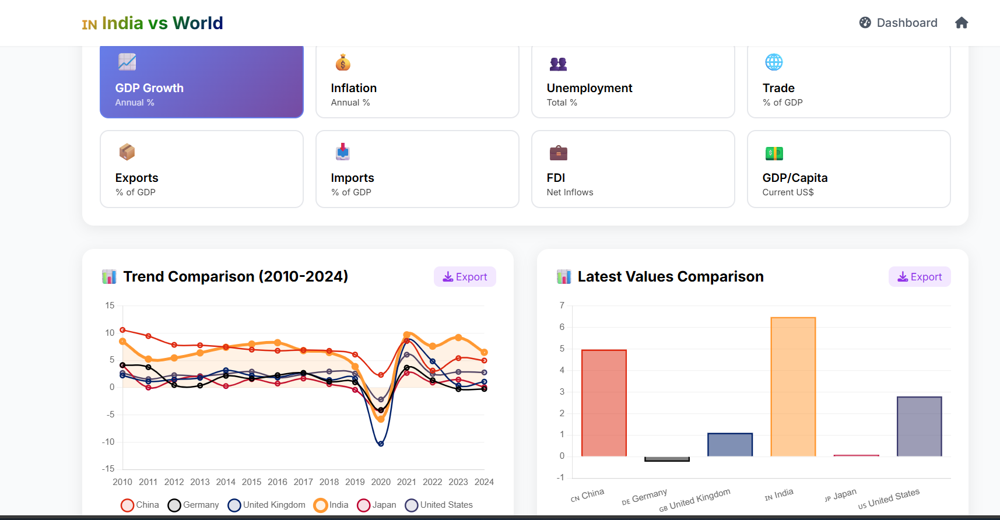 IN India vs World
Dashboard
GDP Growth
Annual %
Inflation
Annual %
Unemployment
Total %
Trade
% of GDP
Exports
% of GDP
Imports
% of GDP
FDI
Net Inflows
GDP/Capita
Current US$
Trend Comparison (2010-2024)
Export
15
10
5
0
-5
-10
-15
2010 2011 2012 2013 2014 2015 2016 2017 2018 2019 2020 2021 2022 2023 2024
China Germany United Kingdom India Japan United States
Latest Values Comparison
Export
7
6
5
4
3
2
1
0
-1
CN China
DE Germany
GB United Kingdom
IN India
JP Japan
US United States